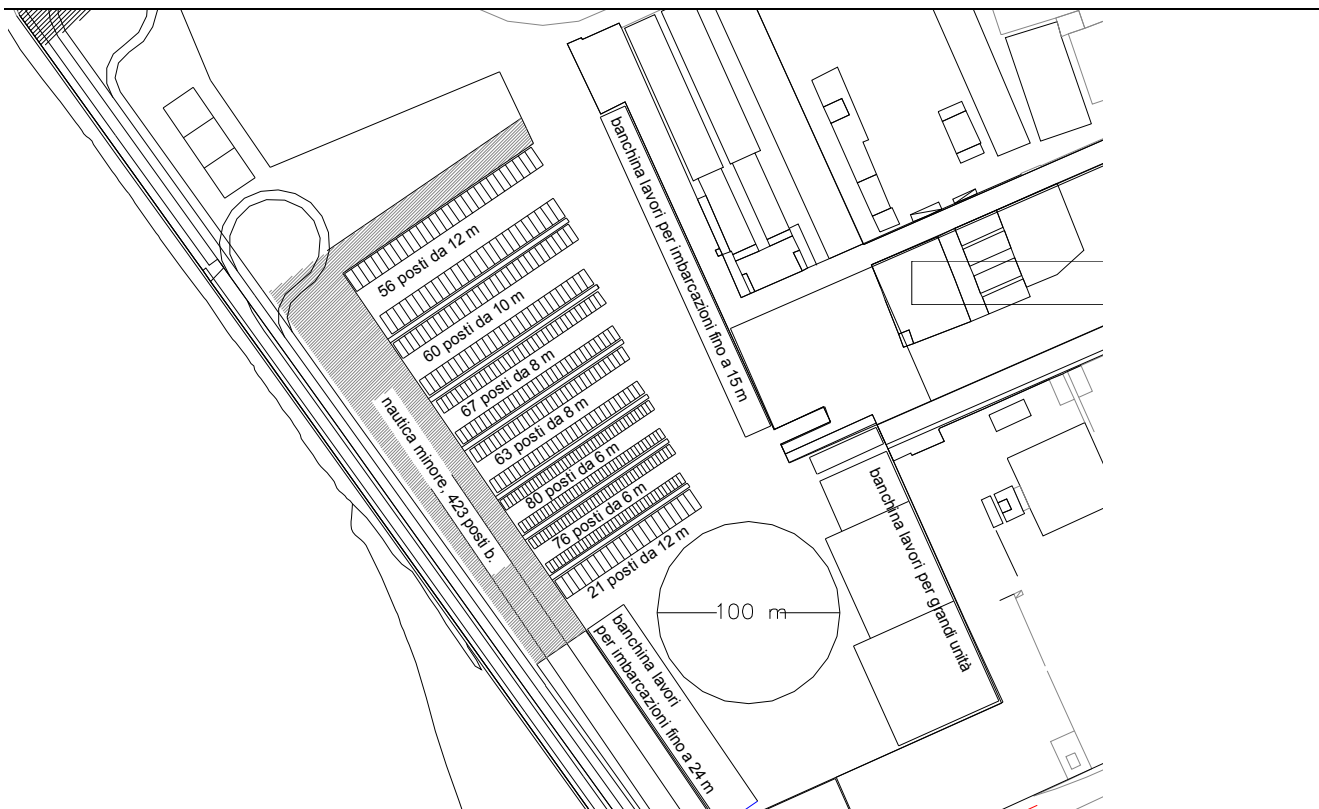 banchina lavori per imbarcazioni fino a 15 m
56 posti da 12 m
60 posti da 10 m
67 posti da 8 m
63 posti da 8 m
80 posti da 6 m
76 posti da 6 m
21 posti da 12 m
nautica minore, 423 posti b.
100 m
banchina lavori per grandi unità
banchina lavori
per imbarcazioni fino a 24 m